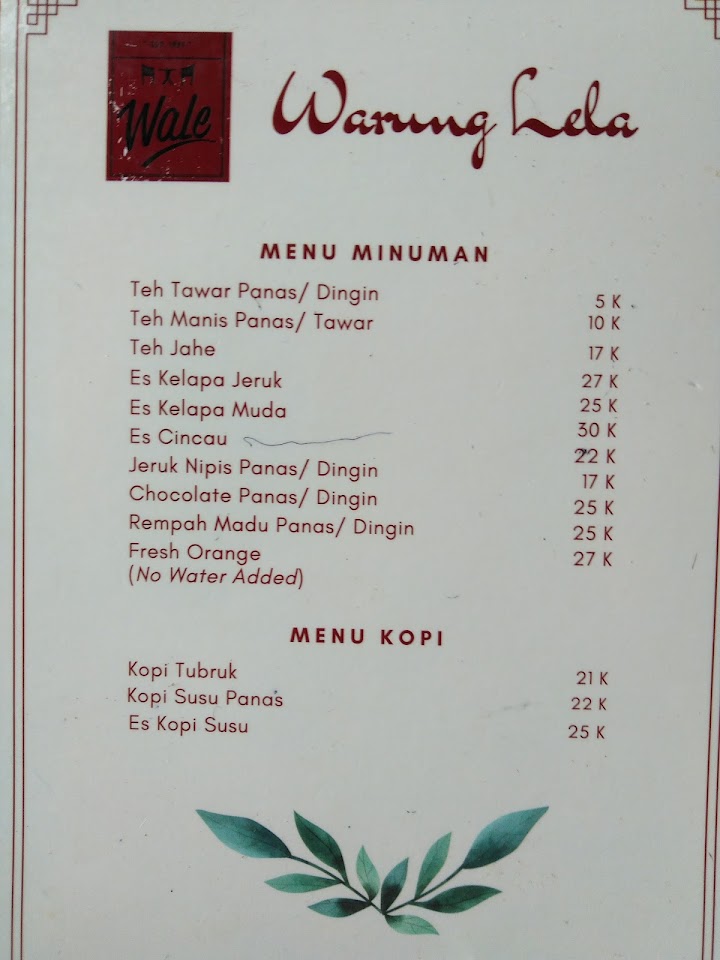 Wale
Warung Lela
MENU MINUMAN
Teh Tawar Panas/ Dingin 5 K
Teh Manis Panas/ Tawar 10 K
Teh Jahe 17 K
Es Kelapa Jeruk 27 K
Es Kelapa Muda 25 K
Es Cincau 30 K
Jeruk Nipis Panas/ Dingin 22 K
Chocolate Panas/ Dingin 17 K
Rempah Madu Panas/ Dingin 25 K
Fresh Orange 25 K
(No Water Added) 27 K
MENU KOPI
Kopi Tubruk 21 K
Kopi Susu Panas 22 K
Es Kopi Susu 25 K